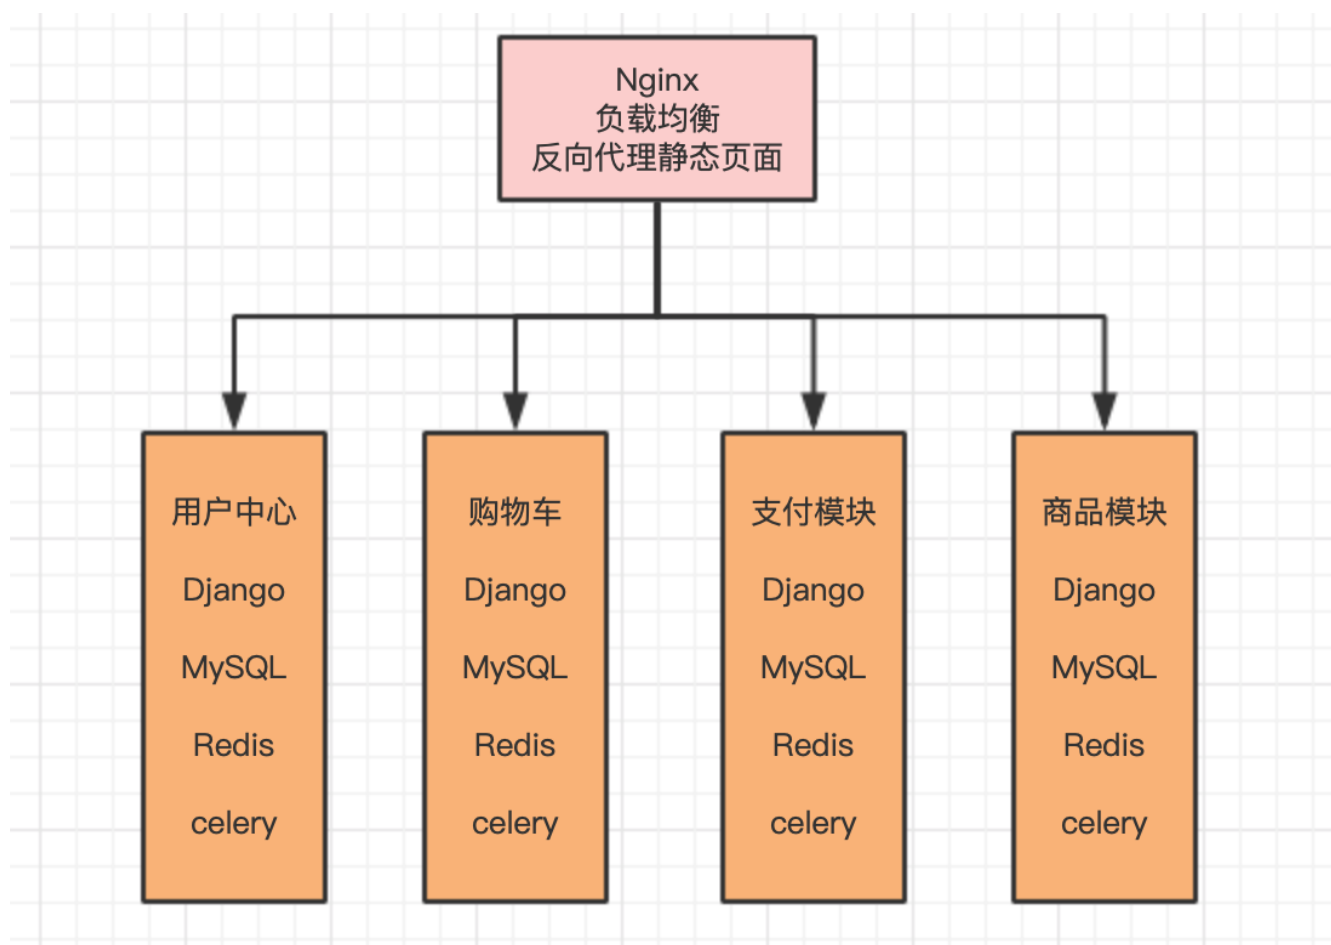 Nginx
负载均衡
反向代理静态页面
用户中心
Django
MySQL
Redis
celery
购物车
Django
MySQL
Redis
celery
支付模块
Django
MySQL
Redis
celery
商品模块
Django
MySQL
Redis
celery